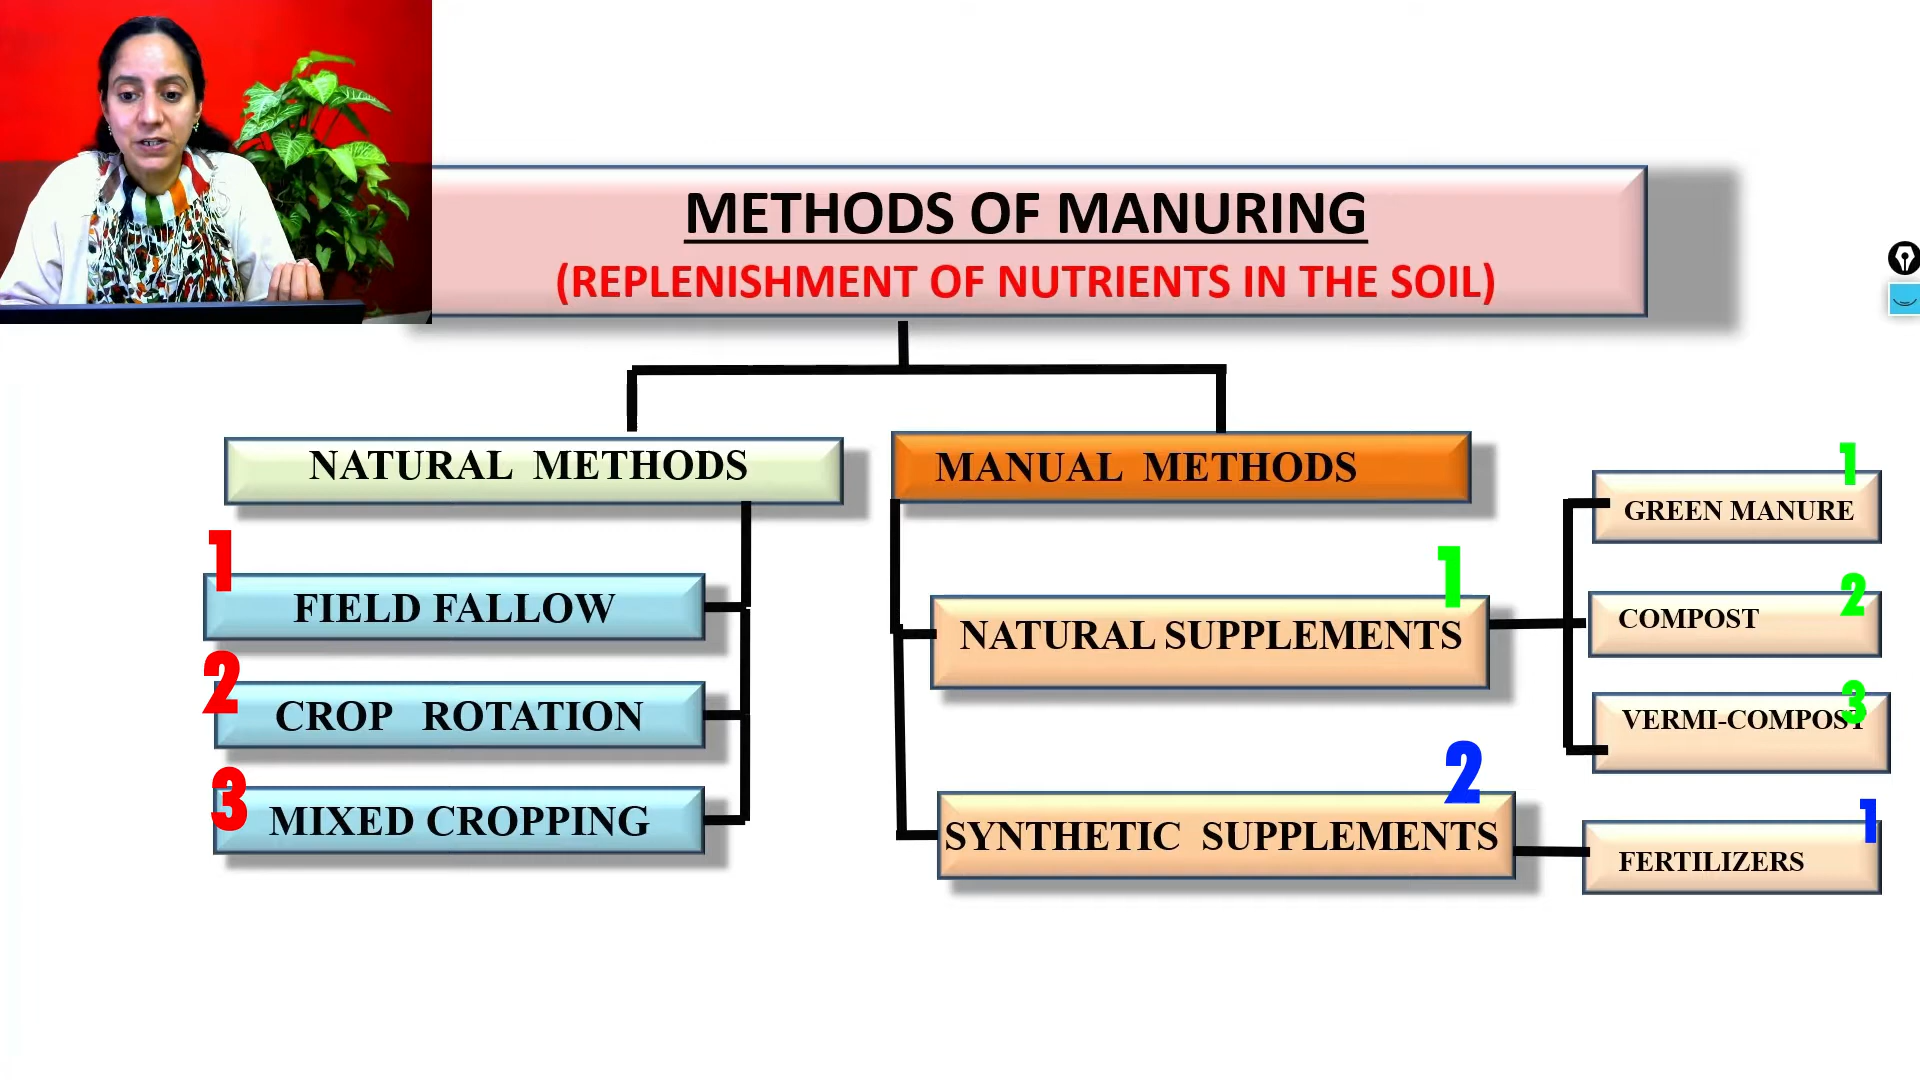 METHODS OF MANURING
(REPLENISHMENT OF NUTRIENTS IN THE SOIL)
NATURAL METHODS
1
FIELD FALLOW
2
CROP ROTATION
3
MIXED CROPPING
MANUAL METHODS
1
NATURAL SUPPLEMENTS
1
GREEN MANURE
2
COMPOST
3
VERMI-COMPOST
2
SYNTHETIC SUPPLEMENTS
1
FERTILIZERS